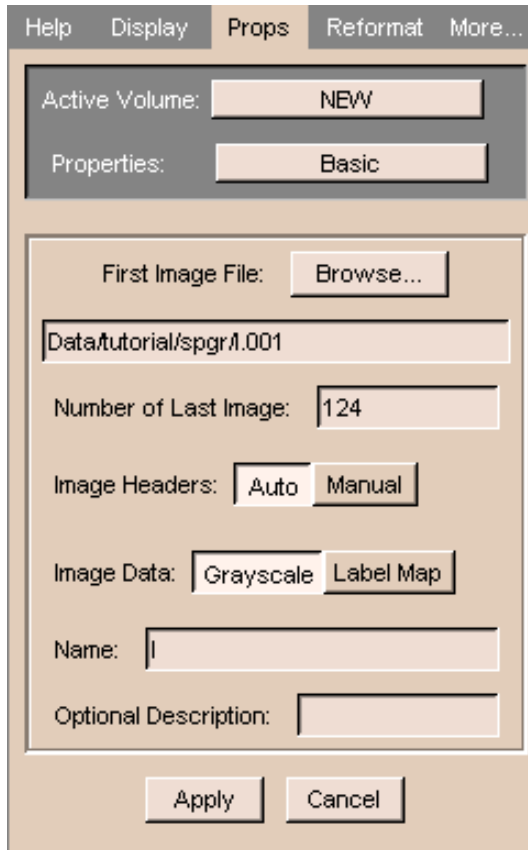 Help Display Props Reformat More...
Active Volume: NEW
Properties: Basic
First Image File: Browse...
Data/tutorial/spgr/I.001
Number of Last Image: 124
Image Headers: Auto Manual
Image Data: Grayscale Label Map
Name: I
Optional Description:
Apply Cancel